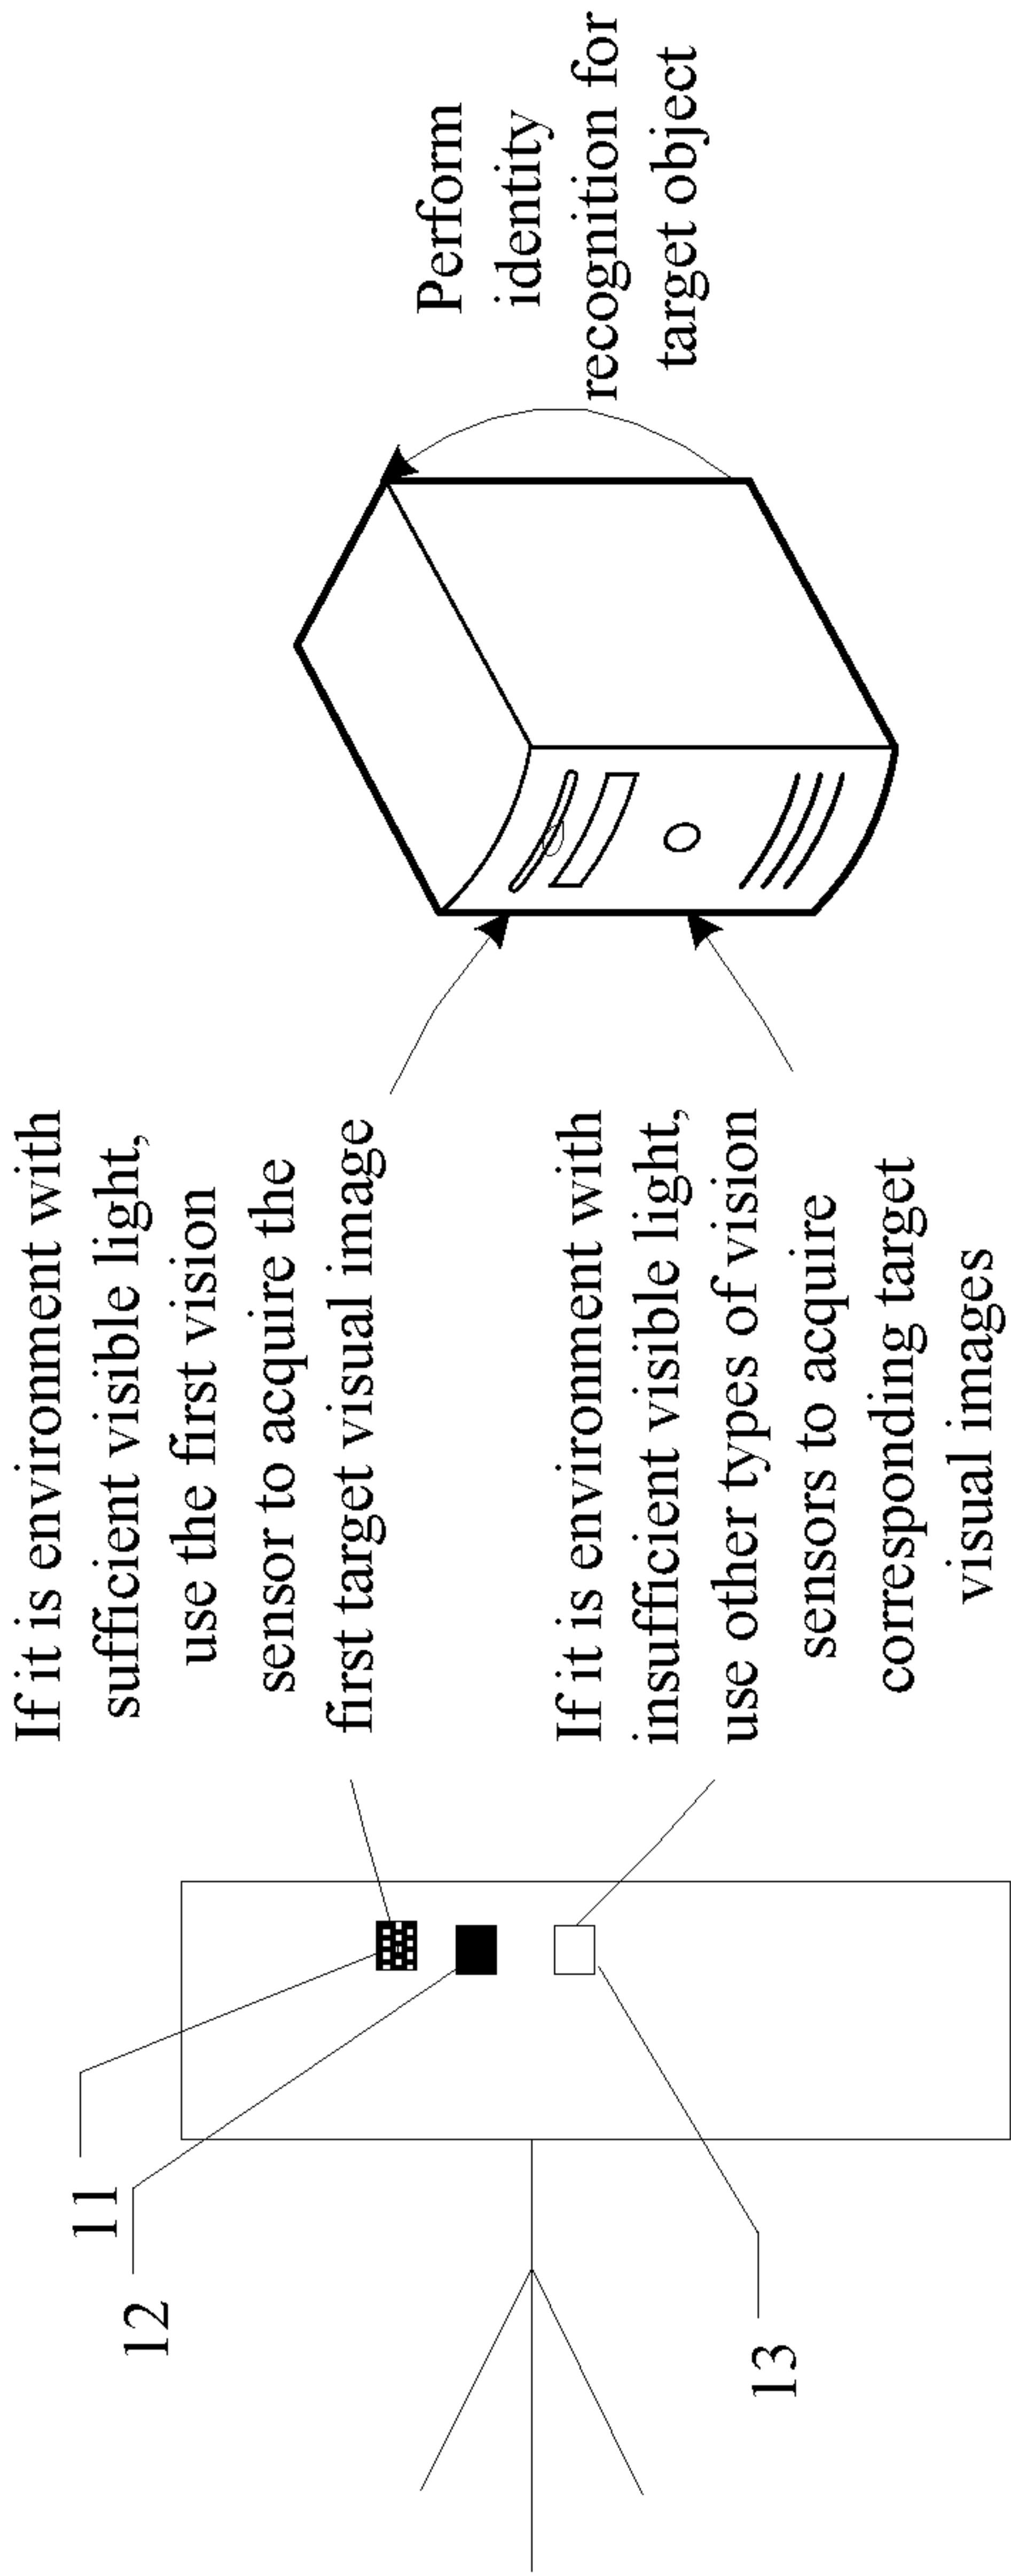 If it is environment with
sufficient visible light,
use the first vision
sensor to acquire the
first target visual image
If it is environment with
insufficient visible light,
use other types of vision
sensors to acquire
corresponding target
visual images
Perform
identity
recognition for
target object
11
12
13